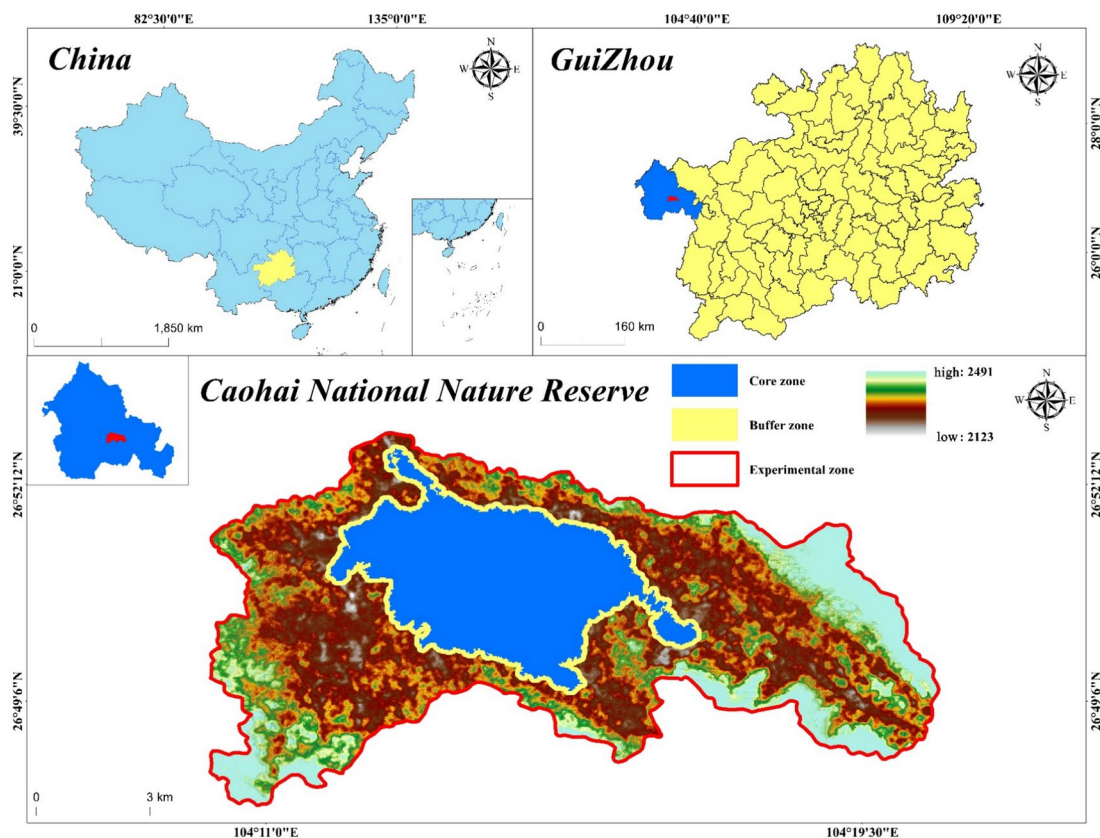 82°30'0"E
135°0'0"E
104°40'0"E
109°20'0"E
China
N
W
E
S
39°30'0"N
21°0'0"N
0
1,850 km
GuiZhou
N
W
E
S
28°0'0"N
26°0'0"N
0
160 km
Caohai National Nature Reserve
Core zone
Buffer zone
Experimental zone
high: 2491
low : 2123
N
W
E
S
26°52'12"N
26°49'6"N
26°52'12"N
26°49'6"N
0
3 km
104°11'0"E
104°19'30"E